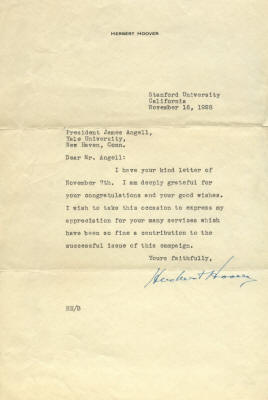 HERBERT HOOVER
Stanford University
California
November 16, 1928
President James Angell,
Yale University,
New Haven, Conn.
Dear Mr. Angell:
I have your kind letter of
November 7th. I am deeply grateful for
your congratulations and your good wishes.
I wish to take this occasion to express my
appreciation for your many services which
have been so fine a contribution to the
successful issue of this campaign.
Yours faithfully,
Herbert Hoover
HH/B